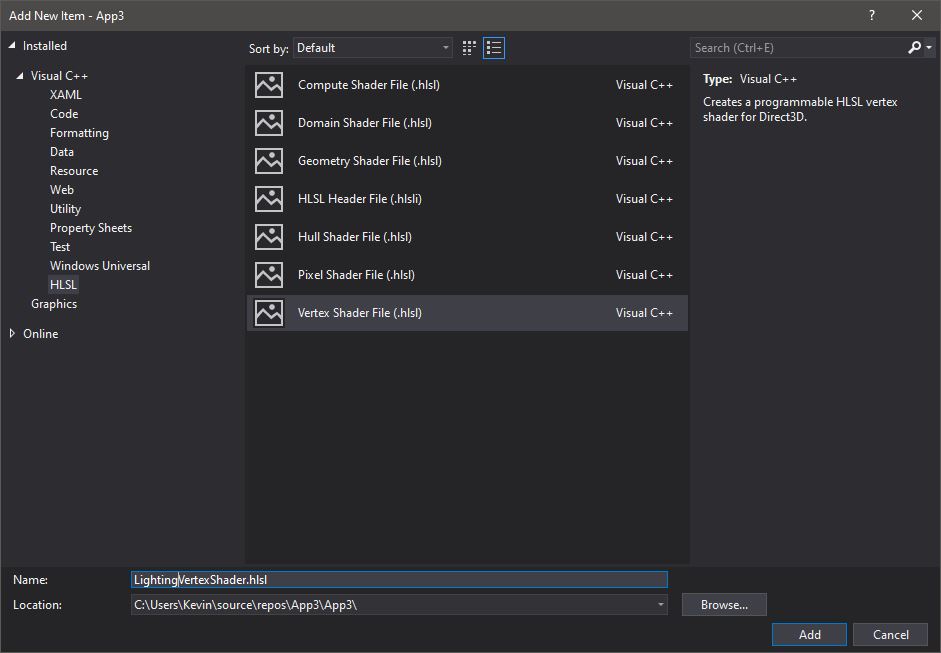 Add New Item - App3
?
Installed
Visual C++
XAML
Code
Formatting
Data
Resource
Web
Utility
Property Sheets
Test
Windows Universal
HLSL
Graphics
Online
Sort by: Default
Compute Shader File (.hlsl) Visual C++
Domain Shader File (.hlsl) Visual C++
Geometry Shader File (.hlsl) Visual C++
HLSL Header File (.hlsli) Visual C++
Hull Shader File (.hlsl) Visual C++
Pixel Shader File (.hlsl) Visual C++
Vertex Shader File (.hlsl) Visual C++
Search (Ctrl+E)
Type: Visual C++
Creates a programmable HLSL vertex
shader for Direct3D.
Name: LightingVertexShader.hlsl
Location: C:\Users\Kevin\source\repos\App3\App3\
Browse...
Add Cancel